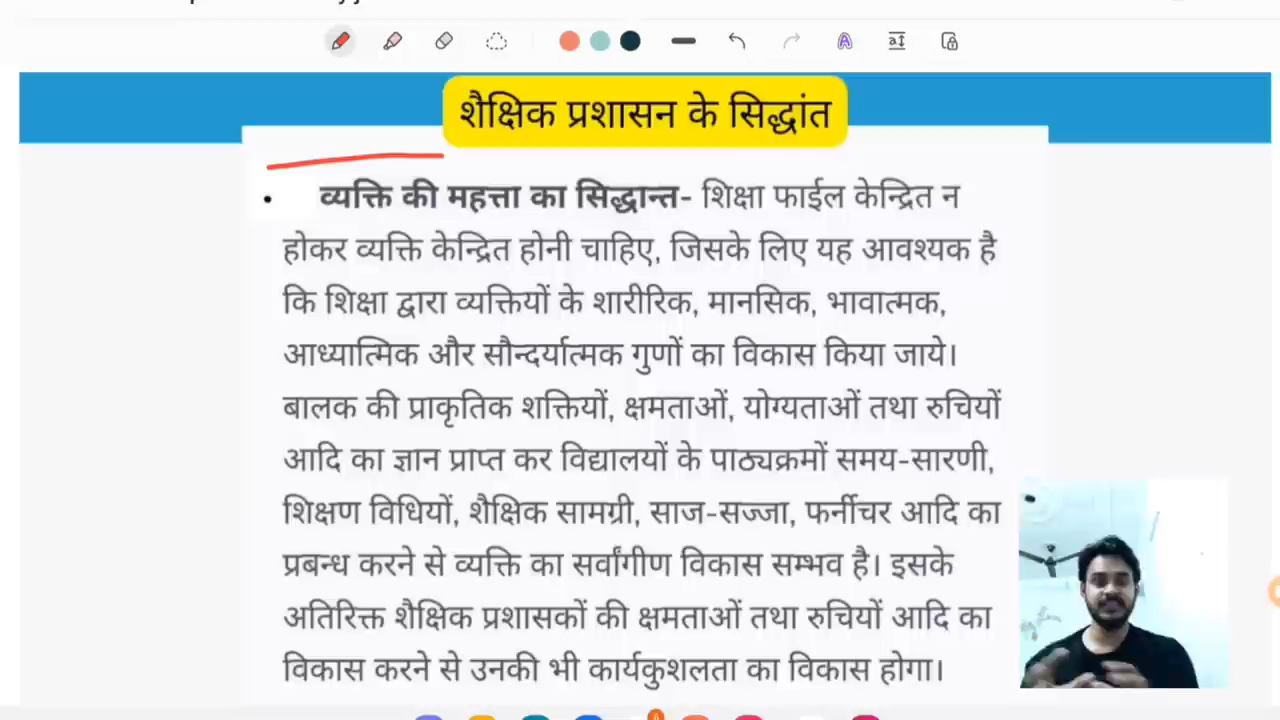 शैक्षिक प्रशासन के सिद्धांत
• व्यक्ति की महत्ता का सिद्धान्त- शिक्षा फाईल केन्द्रित न
होकर व्यक्ति केन्द्रित होनी चाहिए, जिसके लिए यह आवश्यक है
कि शिक्षा द्वारा व्यक्तियों के शारीरिक, मानसिक, भावात्मक,
आध्यात्मिक और सौन्दर्यात्मक गुणों का विकास किया जाये।
बालक की प्राकृतिक शक्तियों, क्षमताओं, योग्यताओं तथा रुचियों
आदि का ज्ञान प्राप्त कर विद्यालयों के पाठ्यक्रमों समय-सारणी,
शिक्षण विधियों, शैक्षिक सामग्री, साज-सज्जा, फर्नीचर आदि का
प्रबन्ध करने से व्यक्ति का सर्वांगीण विकास सम्भव है। इसके
अतिरिक्त शैक्षिक प्रशासकों की क्षमताओं तथा रुचियों आदि का
विकास करने से उनकी भी कार्यकुशलता का विकास होगा।